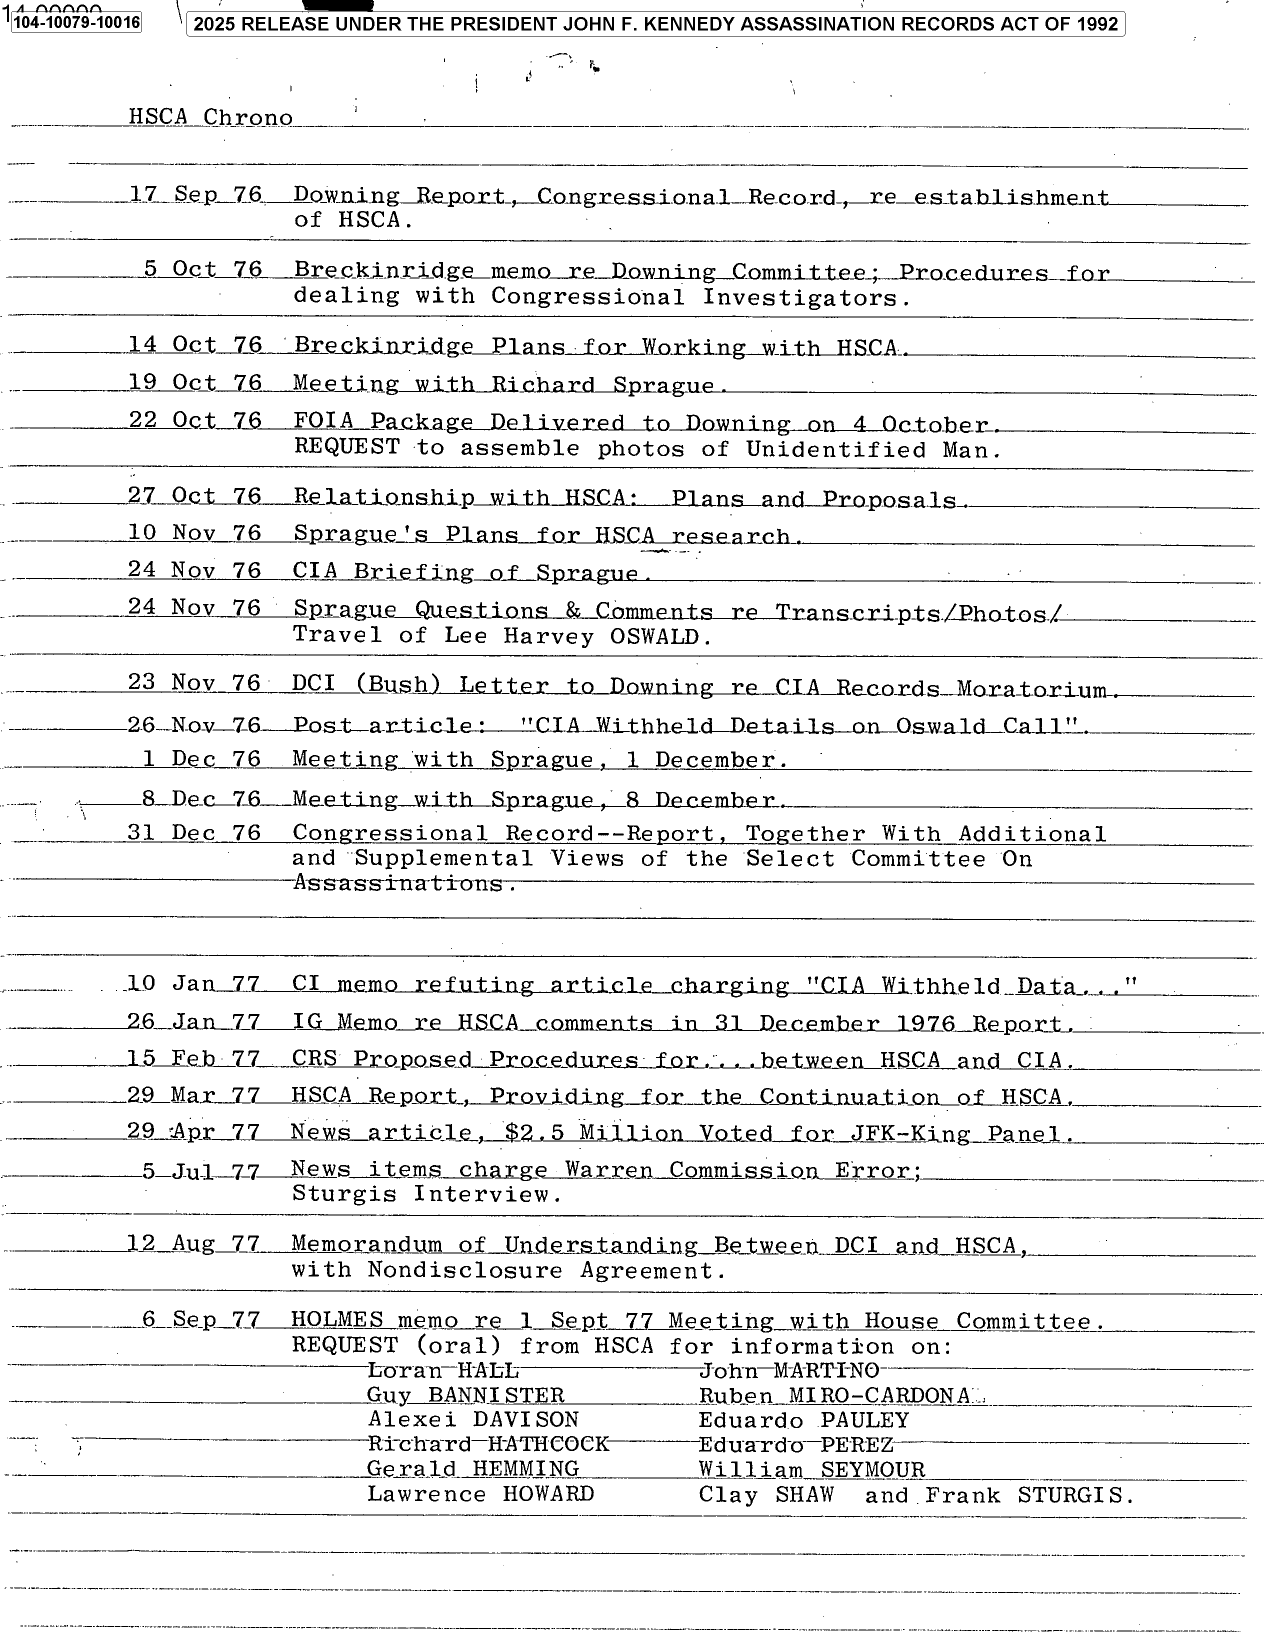 14-00000
104-10079-10016
2025 RELEASE UNDER THE PRESIDENT JOHN F. KENNEDY ASSASSINATION RECORDS ACT OF 1992
HSCA Chrono
17 Sep 76 Downing Report, Congressional Record, re establishment
of HSCA.
5 Oct 76 Breckinridge memo re Downing Committee; Procedures for
dealing with Congressional Investigators.
14 Oct 76 Breckinridge Plans for Working with HSCA.
19 Oct 76 Meeting with Richard Sprague.
22 Oct 76 FOIA Package Delivered to Downing on 4 October.
REQUEST to assemble photos of Unidentified Man.
27 Oct 76 Relationship with HSCA: Plans and Proposals.
10 Nov 76 Sprague's Plans for HSCA research.
24 Nov 76 CIA Briefing of Sprague.
24 Nov 76 Sprague Questions & Comments re Transcripts/Photos/
Travel of Lee Harvey OSWALD.
23 Nov 76 DCI (Bush) Letter to Downing re CIA Records Moratorium.
26 Nov 76 Post article: "CIA Withheld Details on Oswald Call".
1 Dec 76 Meeting with Sprague, 1 December.
8 Dec 76 Meeting with Sprague, 8 December.
31 Dec 76 Congressional Record--Report, Together With Additional
and Supplemental Views of the Select Committee On
Assassinations.
10 Jan 77 CI memo refuting article charging "CIA Withheld Data..."
26 Jan 77 IG Memo re HSCA comments in 31 December 1976 Report.
15 Feb 77 CRS Proposed Procedures for....between HSCA and CIA.
29 Mar 77 HSCA Report, Providing for the Continuation of HSCA.
29 Apr 77 News article, $2.5 Million Voted for JFK-King Panel.
5 Jul 77 News items charge Warren Commission Error;
Sturgis Interview.
12 Aug 77 Memorandum of Understanding Between DCI and HSCA,
with Nondisclosure Agreement.
6 Sep 77 HOLMES memo re 1 Sept 77 Meeting with House Committee.
REQUEST (oral) from HSCA for information on:
Loran HALL John MARTINO
Guy BANNISTER Ruben MIRO-CARDONA
Alexei DAVISON Eduardo PAULEY
Richard HATHCOCK Eduardo PEREZ
Gerald HEMMING William SEYMOUR
Lawrence HOWARD Clay SHAW and Frank STURGIS.